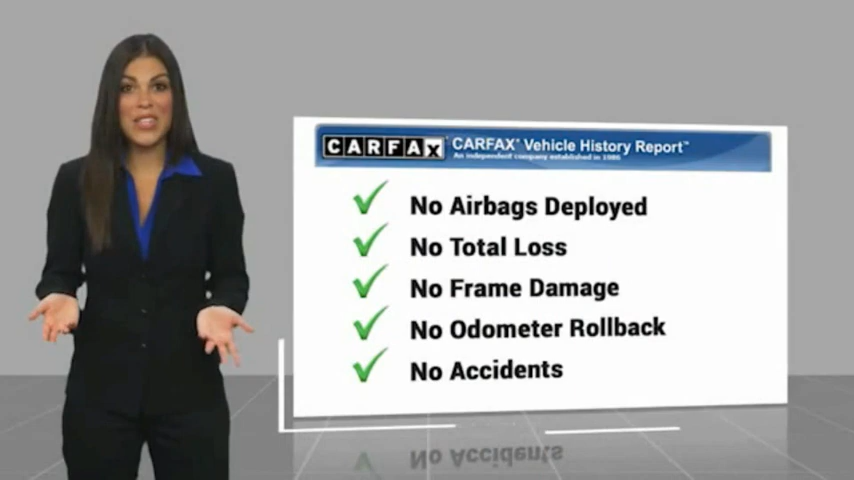 CARFAX CARFAX® Vehicle History Report™
An independent company established in 1986
No Airbags Deployed
No Total Loss
No Frame Damage
No Odometer Rollback
No Accidents
No Accidents